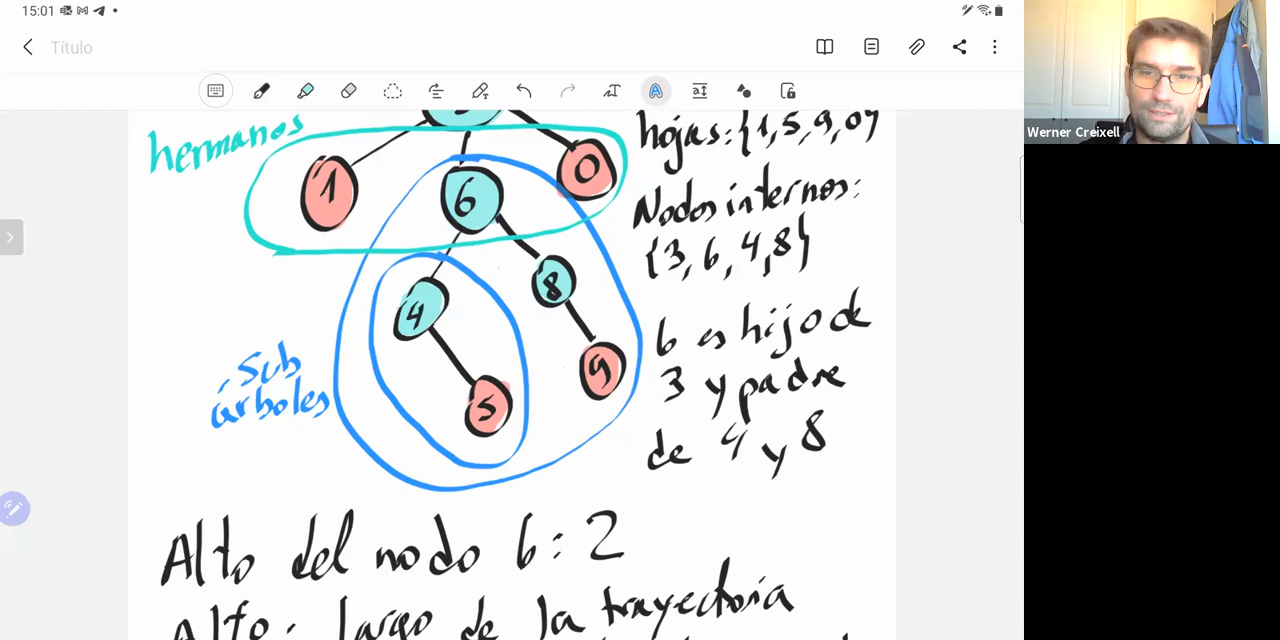 15:01
Título
hermanos
hojas: {1, 5, 9, 0}
1
6
0
Nodos internos:
{3, 6, 4, 8}
4
8
6 es hijo de
3 y padre
de 4 y 8
Sub
árboles
5
9
Alto del nodo 6: 2
Alto: largo de la trayectoria
Werner Creixell